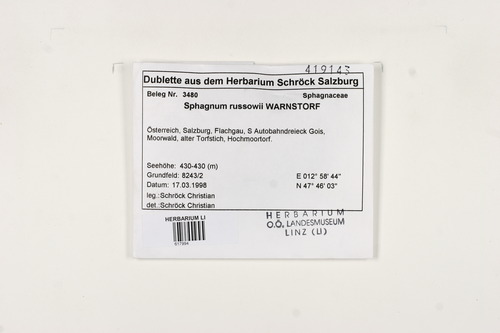 419143
Dublette aus dem Herbarium Schröck Salzburg
Beleg Nr. 3480 Sphagnaceae
Sphagnum russowii WARNSTORF
Österreich, Salzburg, Flachgau, S Autobahndreieck Gois,
Moorwald, alter Torfstich, Hochmoortorf.
Seehöhe: 430-430 (m)
Grundfeld: 8243/2 E 012° 58' 44"
Datum: 17.03.1998 N 47° 46' 03"
leg.:Schröck Christian
det.:Schröck Christian
HERBARIUM LI
617994
HERBARIUM
O.Ö. LANDESMUSEUM
LINZ (LI)